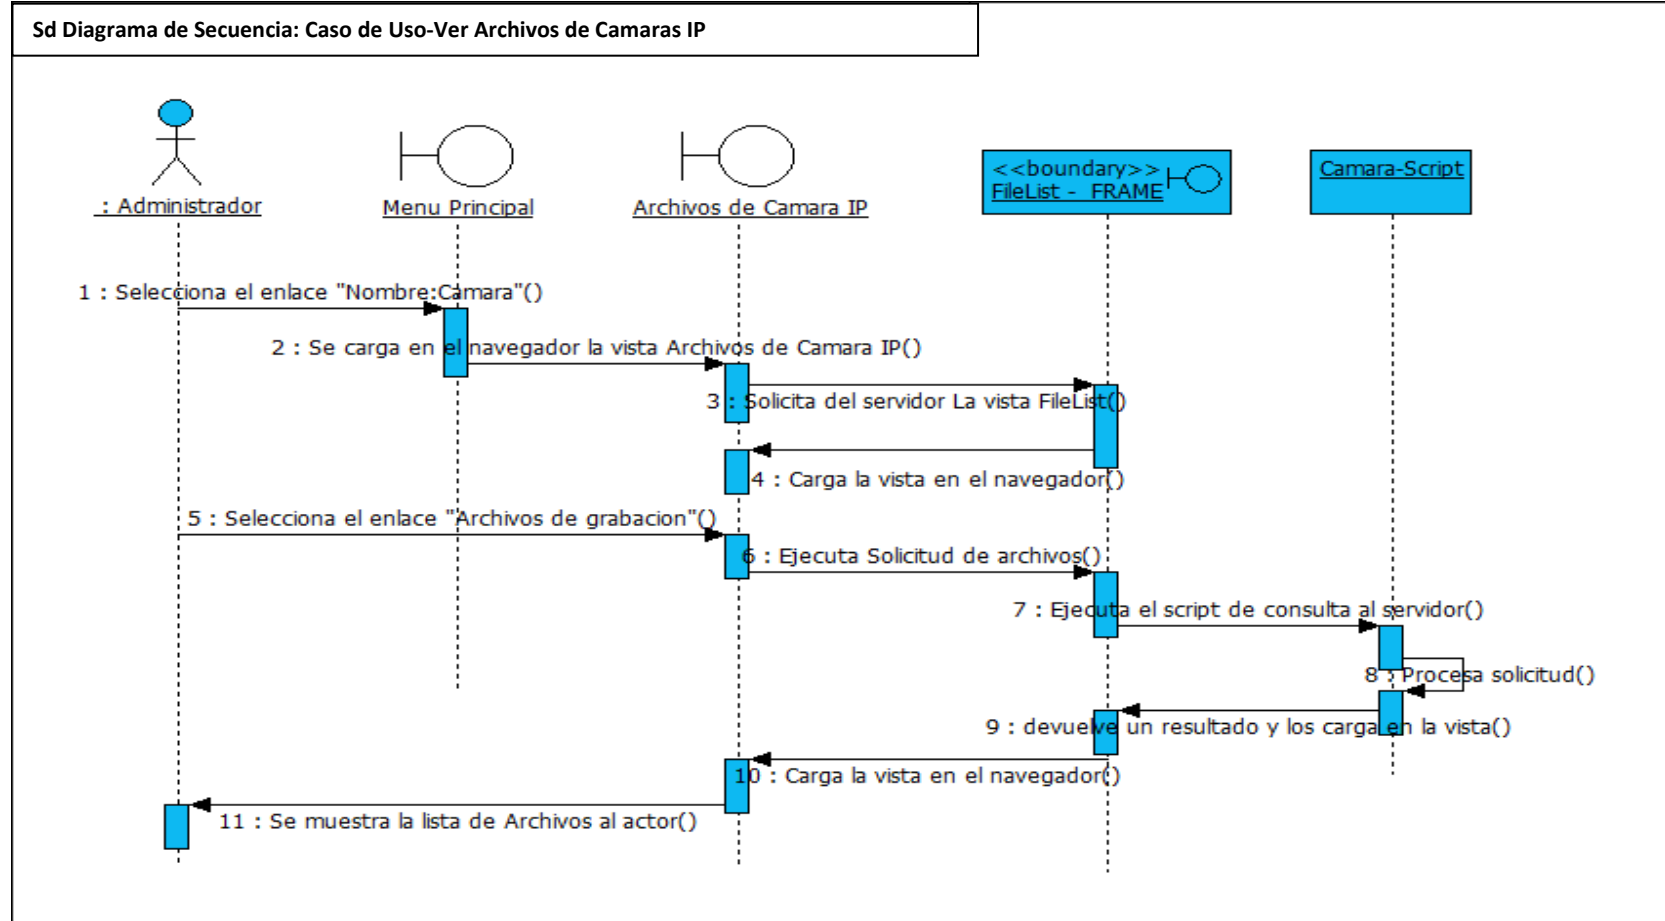 Sd Diagrama de Secuencia: Caso de Uso-Ver Archivos de Camaras IP
: Administrador
Menu Principal
Archivos de Camara IP
<<boundary>>
FileList - FRAME
Camara-Script
1 : Selecciona el enlace "Nombre:Camara"()
2 : Se carga en el navegador la vista Archivos de Camara IP()
3 : Solicita del servidor La vista FileList()
4 : Carga la vista en el navegador()
5 : Selecciona el enlace "Archivos de grabacion"()
6 : Ejecuta Solicitud de archivos()
7 : Ejecuta el script de consulta al servidor()
8 : Procesa solicitud()
9 : devuelve un resultado y los carga en la vista()
10 : Carga la vista en el navegador()
11 : Se muestra la lista de Archivos al actor()